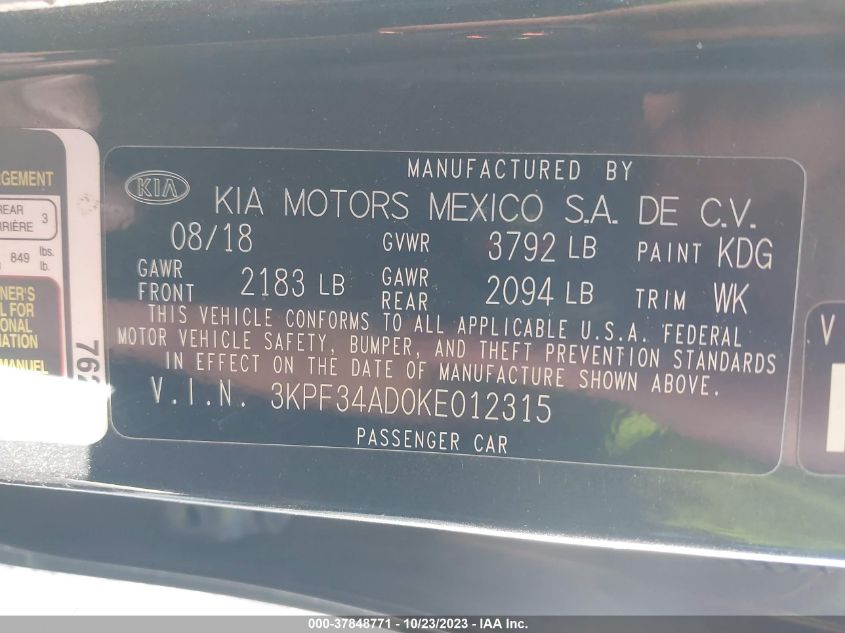 MANUFACTURED BY
KIA
KIA MOTORS MEXICO S.A. DE C.V.
08/18 GVWR 3792 LB PAINT KDG
GAWR FRONT 2183 LB GAWR REAR 2094 LB TRIM WK
THIS VEHICLE CONFORMS TO ALL APPLICABLE U.S.A. FEDERAL
MOTOR VEHICLE SAFETY, BUMPER, AND THEFT PREVENTION STANDARDS
IN EFFECT ON THE DATE OF MANUFACTURE SHOWN ABOVE.
V.I.N. 3KPF34AD0KE012315
PASSENGER CAR
REAR
3
849 lbs.
lb.
L FOR
MANUEL
V
000-37848771 - 10/23/2023 - IAA Inc.